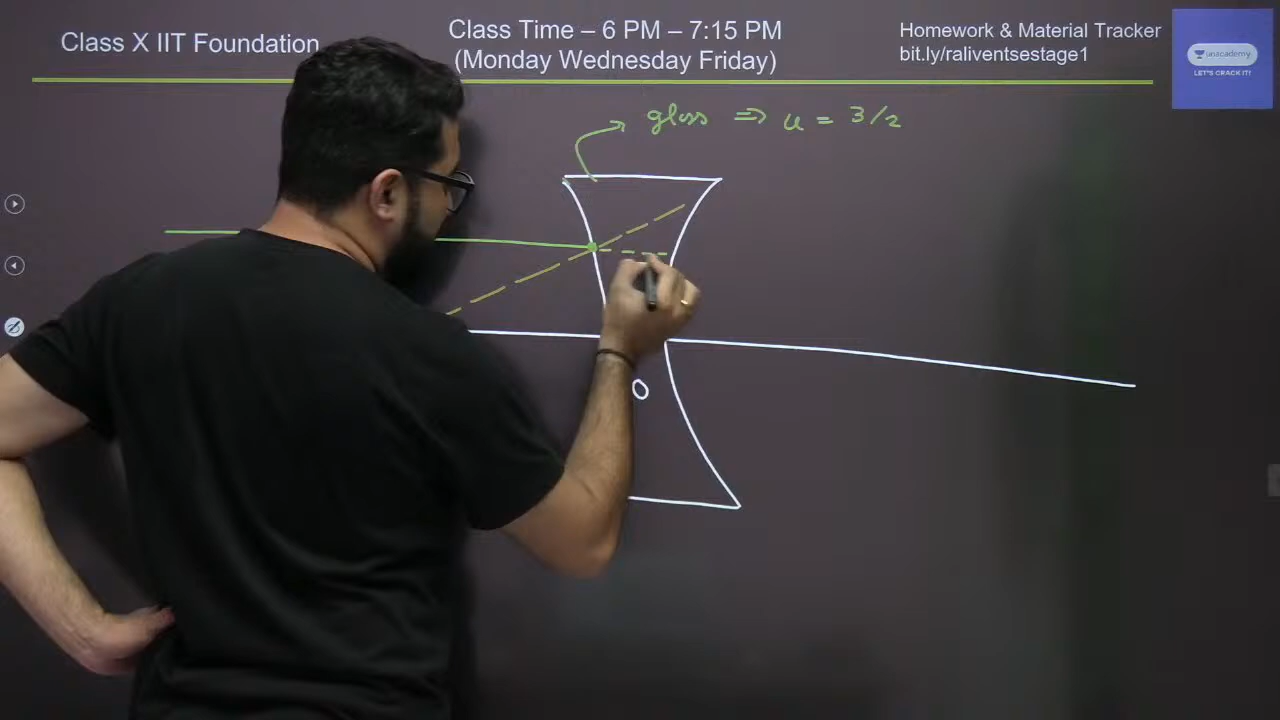 Class X IIT Foundation
Class Time – 6 PM – 7:15 PM
(Monday Wednesday Friday)
Homework & Material Tracker
bit.ly/raliventsestage1
unacademy
LET'S CRACK IT!
glass ⇒ u = 3/2
O